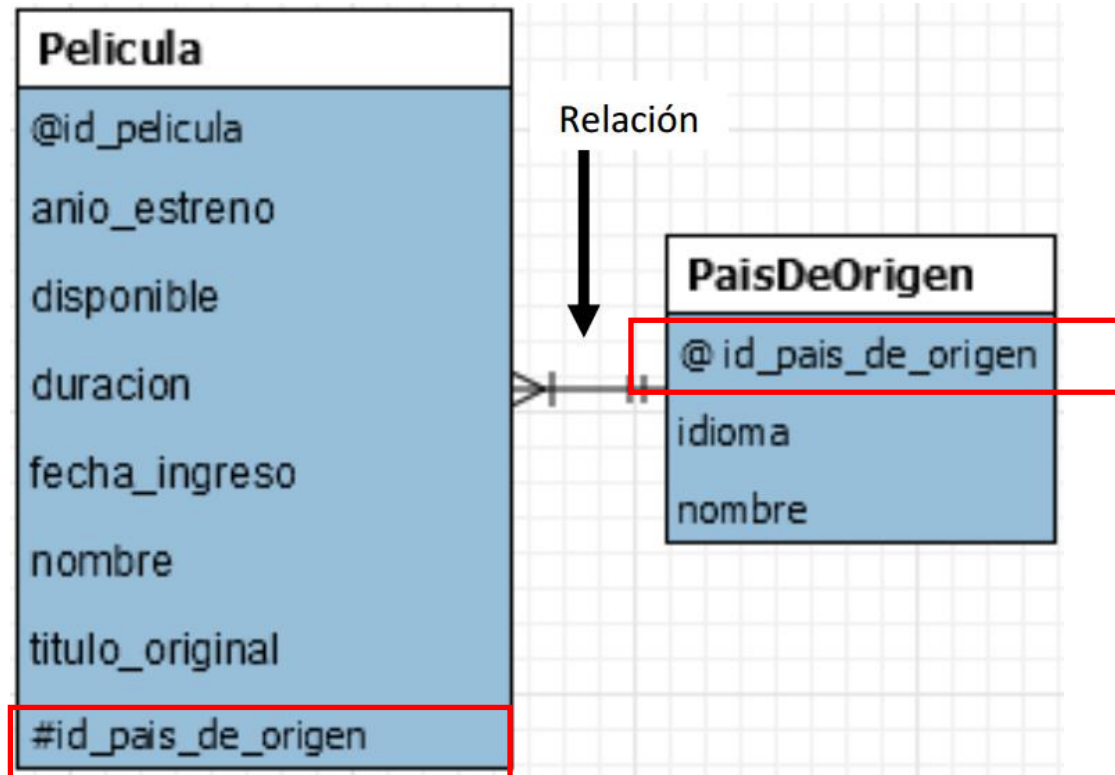 Pelicula
@id_pelicula
anio_estreno
disponible
duracion
fecha_ingreso
nombre
titulo_original
#id_pais_de_origen
Relación
PaisDeOrigen
@ id_pais_de_origen
idioma
nombre